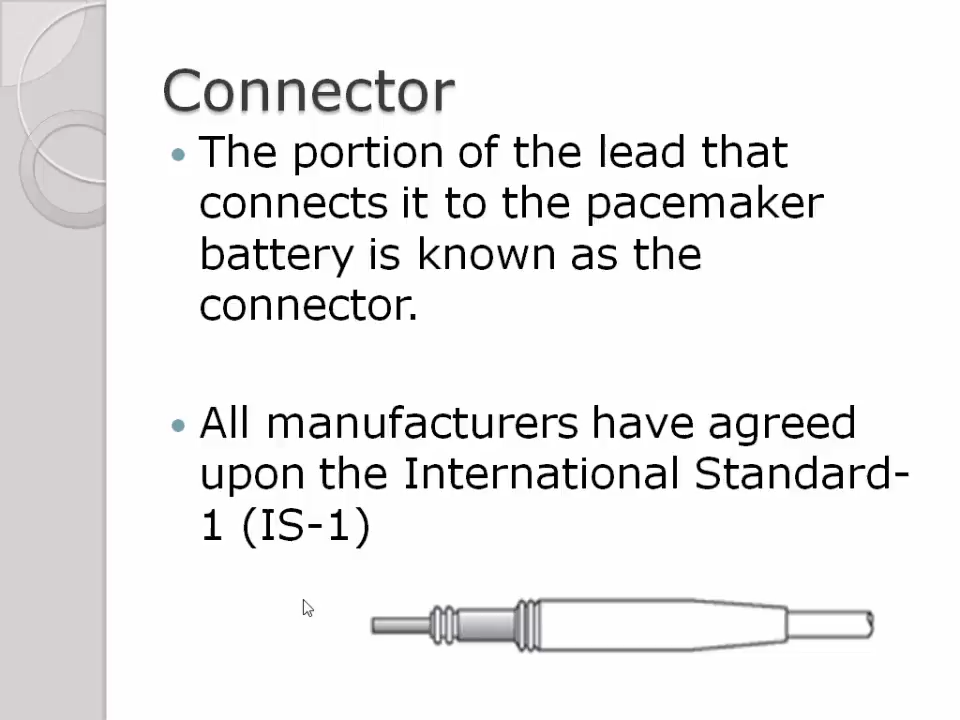 Connector
• The portion of the lead that
connects it to the pacemaker
battery is known as the
connector.
• All manufacturers have agreed
upon the International Standard-
1 (IS-1)